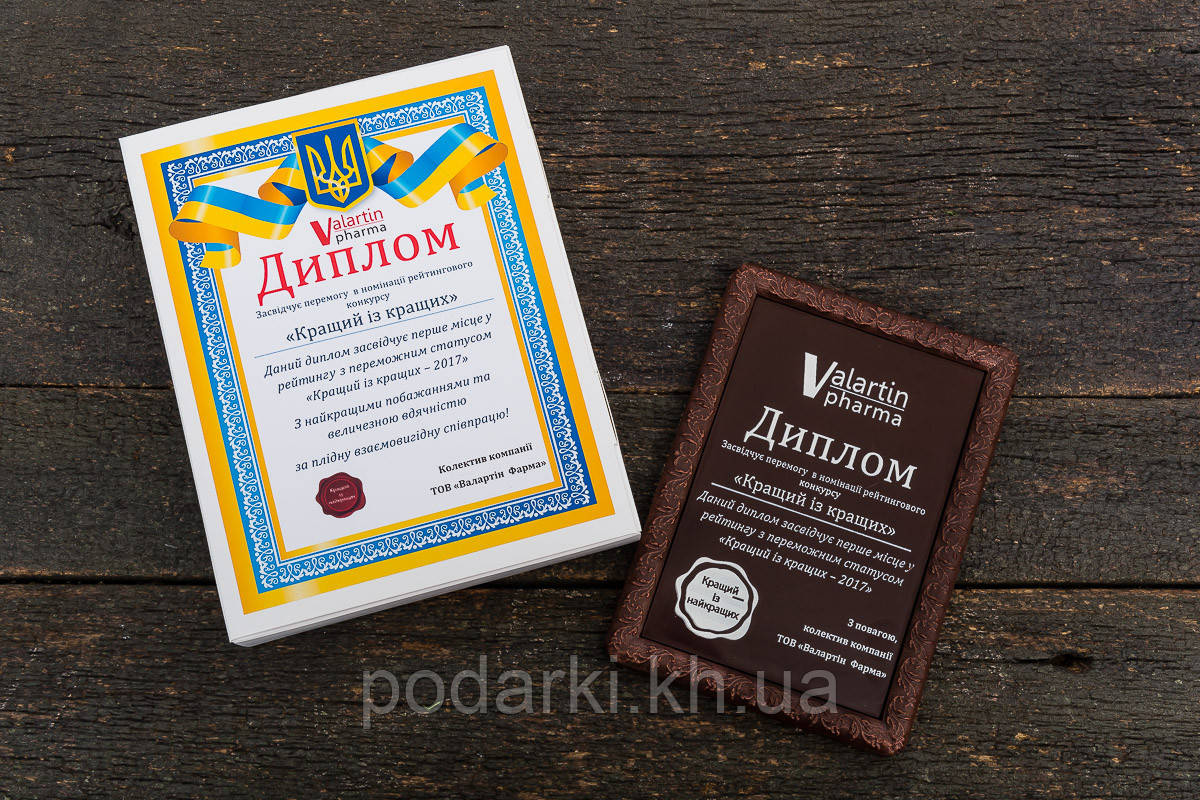 Valartin
pharma
Диплом
Засвідчує перемогу в номінації рейтингового
конкурсу
«Кращий із кращих»
Даний диплом засвідчує перше місце у
рейтингу з переможним статусом
«Кращий із кращих – 2017»
З найкращими побажаннями та
величезною вдячністю
за плідну взаємовигідну співпрацю!
Колектив компанії
ТОВ «Валартін Фарма»
Кращий
із
найкращих
Valartin
pharma
Диплом
Засвідчує перемогу в номінації рейтингового
конкурсу
«Кращий із кращих»
Даний диплом засвідчує перше місце у
рейтингу з переможним статусом
«Кращий із кращих – 2017»
Кращий
із
найкращих
З повагою,
колектив компанії
ТОВ «Валартін Фарма»
podarki.kh.ua